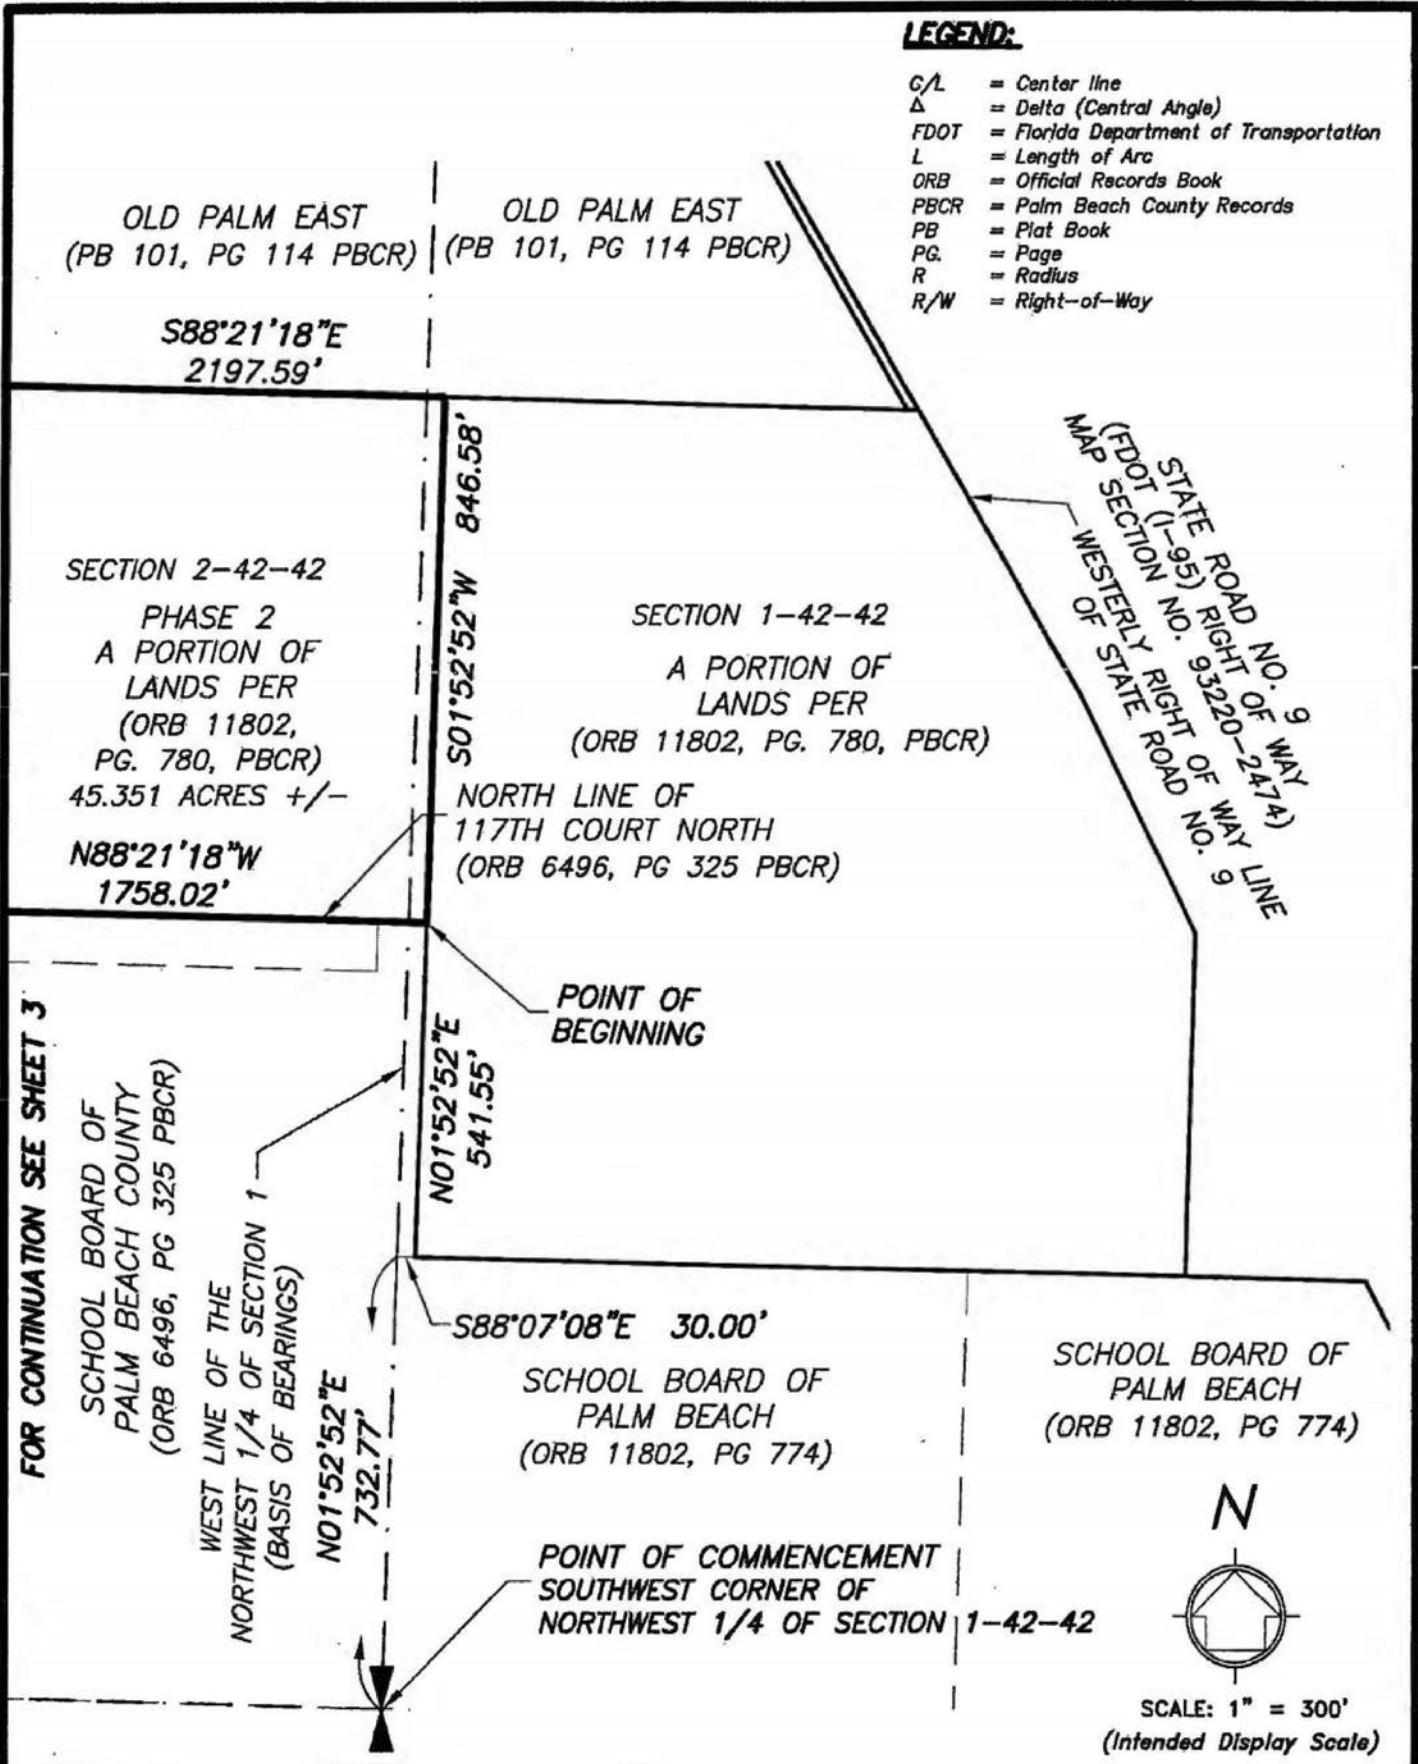 LEGEND:
C/L = Center line
Δ = Delta (Central Angle)
FDOT = Florida Department of Transportation
L = Length of Arc
ORB = Official Records Book
PBCR = Palm Beach County Records
PB = Plat Book
PG. = Page
R = Radius
R/W = Right-of-Way
OLD PALM EAST
(PB 101, PG 114 PBCR)
OLD PALM EAST
(PB 101, PG 114 PBCR)
S88°21'18"E
2197.59'
S01°52'52"W 846.58'
STATE ROAD NO. 9
(FDOT (I-95) RIGHT OF WAY
MAP SECTION NO. 93220-2474)
WESTERLY RIGHT OF WAY LINE
OF STATE ROAD NO. 9
SECTION 2-42-42
PHASE 2
A PORTION OF
LANDS PER
(ORB 11802,
PG. 780, PBCR)
45.351 ACRES +/-
SECTION 1-42-42
A PORTION OF
LANDS PER
(ORB 11802, PG. 780, PBCR)
NORTH LINE OF
117TH COURT NORTH
(ORB 6496, PG 325 PBCR)
N88°21'18"W
1758.02'
POINT OF
BEGINNING
N01°52'52"E
541.55'
FOR CONTINUATION SEE SHEET 3
SCHOOL BOARD OF
PALM BEACH COUNTY
(ORB 6496, PG 325 PBCR)
WEST LINE OF THE
NORTHWEST 1/4 OF SECTION 1
(BASIS OF BEARINGS)
N01°52'52"E
732.77'
S88°07'08"E 30.00'
SCHOOL BOARD OF
PALM BEACH
(ORB 11802, PG 774)
SCHOOL BOARD OF
PALM BEACH
(ORB 11802, PG 774)
POINT OF COMMENCEMENT
SOUTHWEST CORNER OF
NORTHWEST 1/4 OF SECTION 1-42-42
N
SCALE: 1" = 300'
(Intended Display Scale)